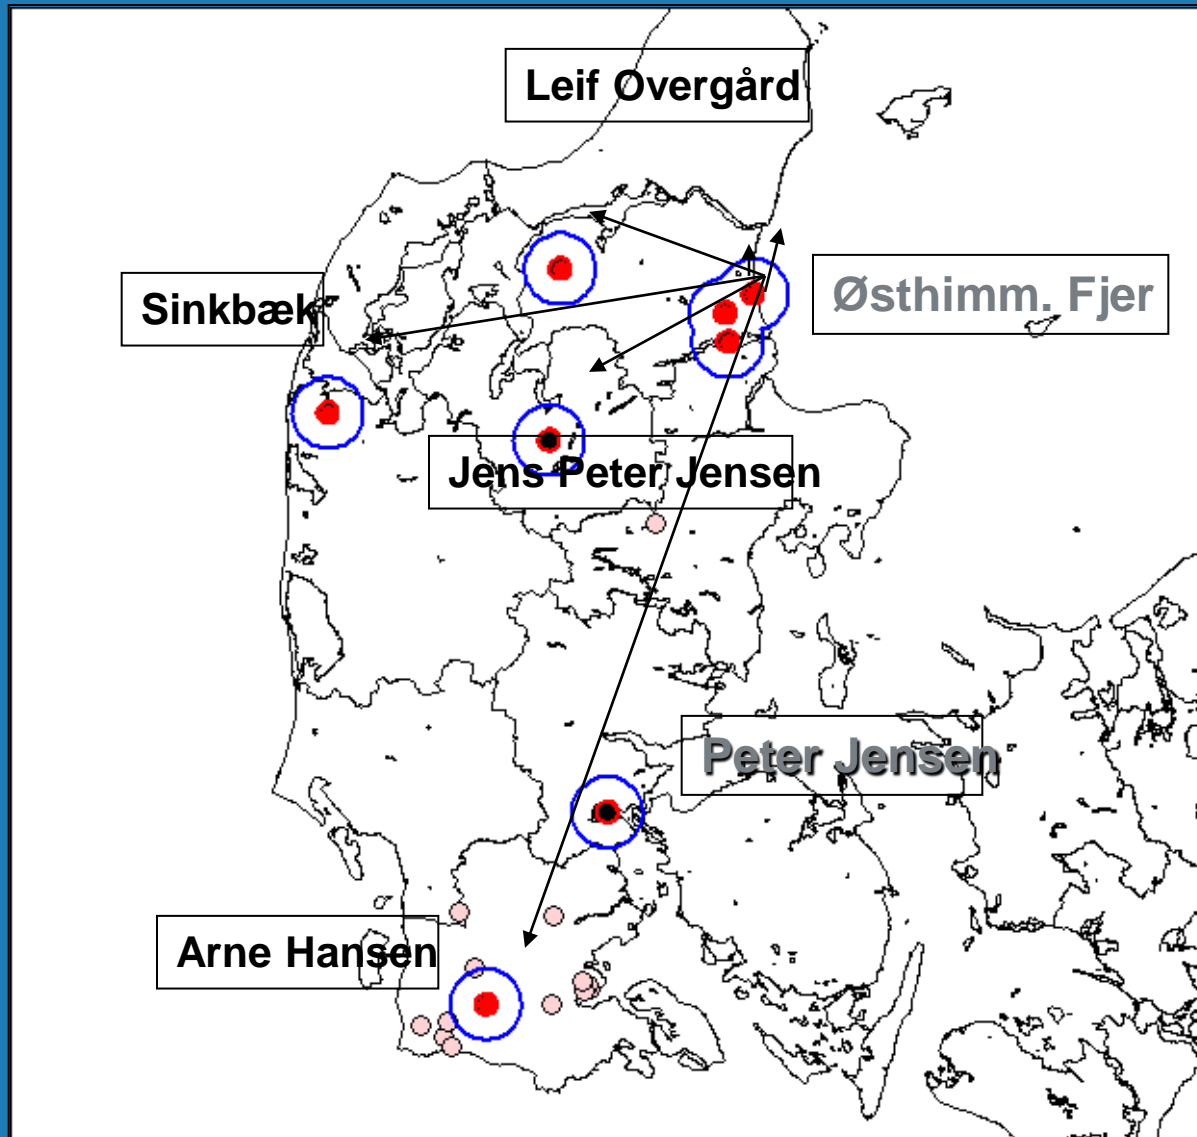 Leif Overgård
Østhimm. Fjer
Sinkbæk
Jens Peter Jensen
Peter Jensen
Arne Hansen